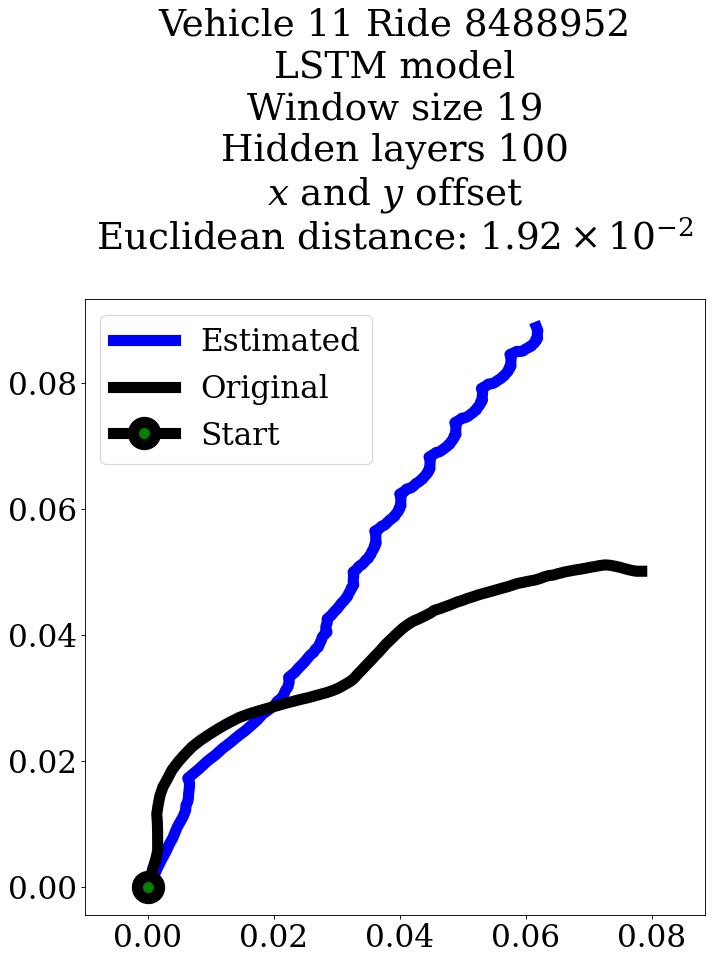 Vehicle 11 Ride 8488952
LSTM model
Window size 19
Hidden layers 100
x and y offset
Euclidean distance: 1.92 × 10⁻²
Estimated
Original
Start
0.08
0.06
0.04
0.02
0.00
0.00 0.02 0.04 0.06 0.08